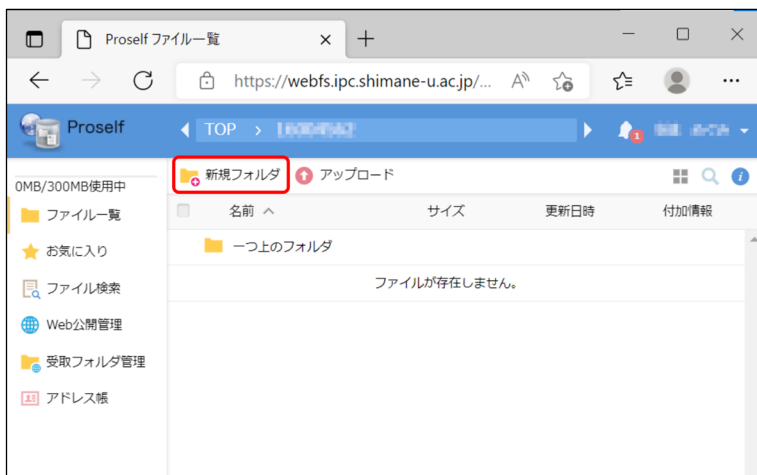 Proself ファイル一覧
https://webfs.ipc.shimane-u.ac.jp/...
Proself
TOP >
1
0MB/300MB使用中
新規フォルダ アップロード
ファイル一覧
名前 サイズ 更新日時 付加情報
お気に入り
一つ上のフォルダ
ファイル検索
ファイルが存在しません。
Web公開管理
受取フォルダ管理
アドレス帳